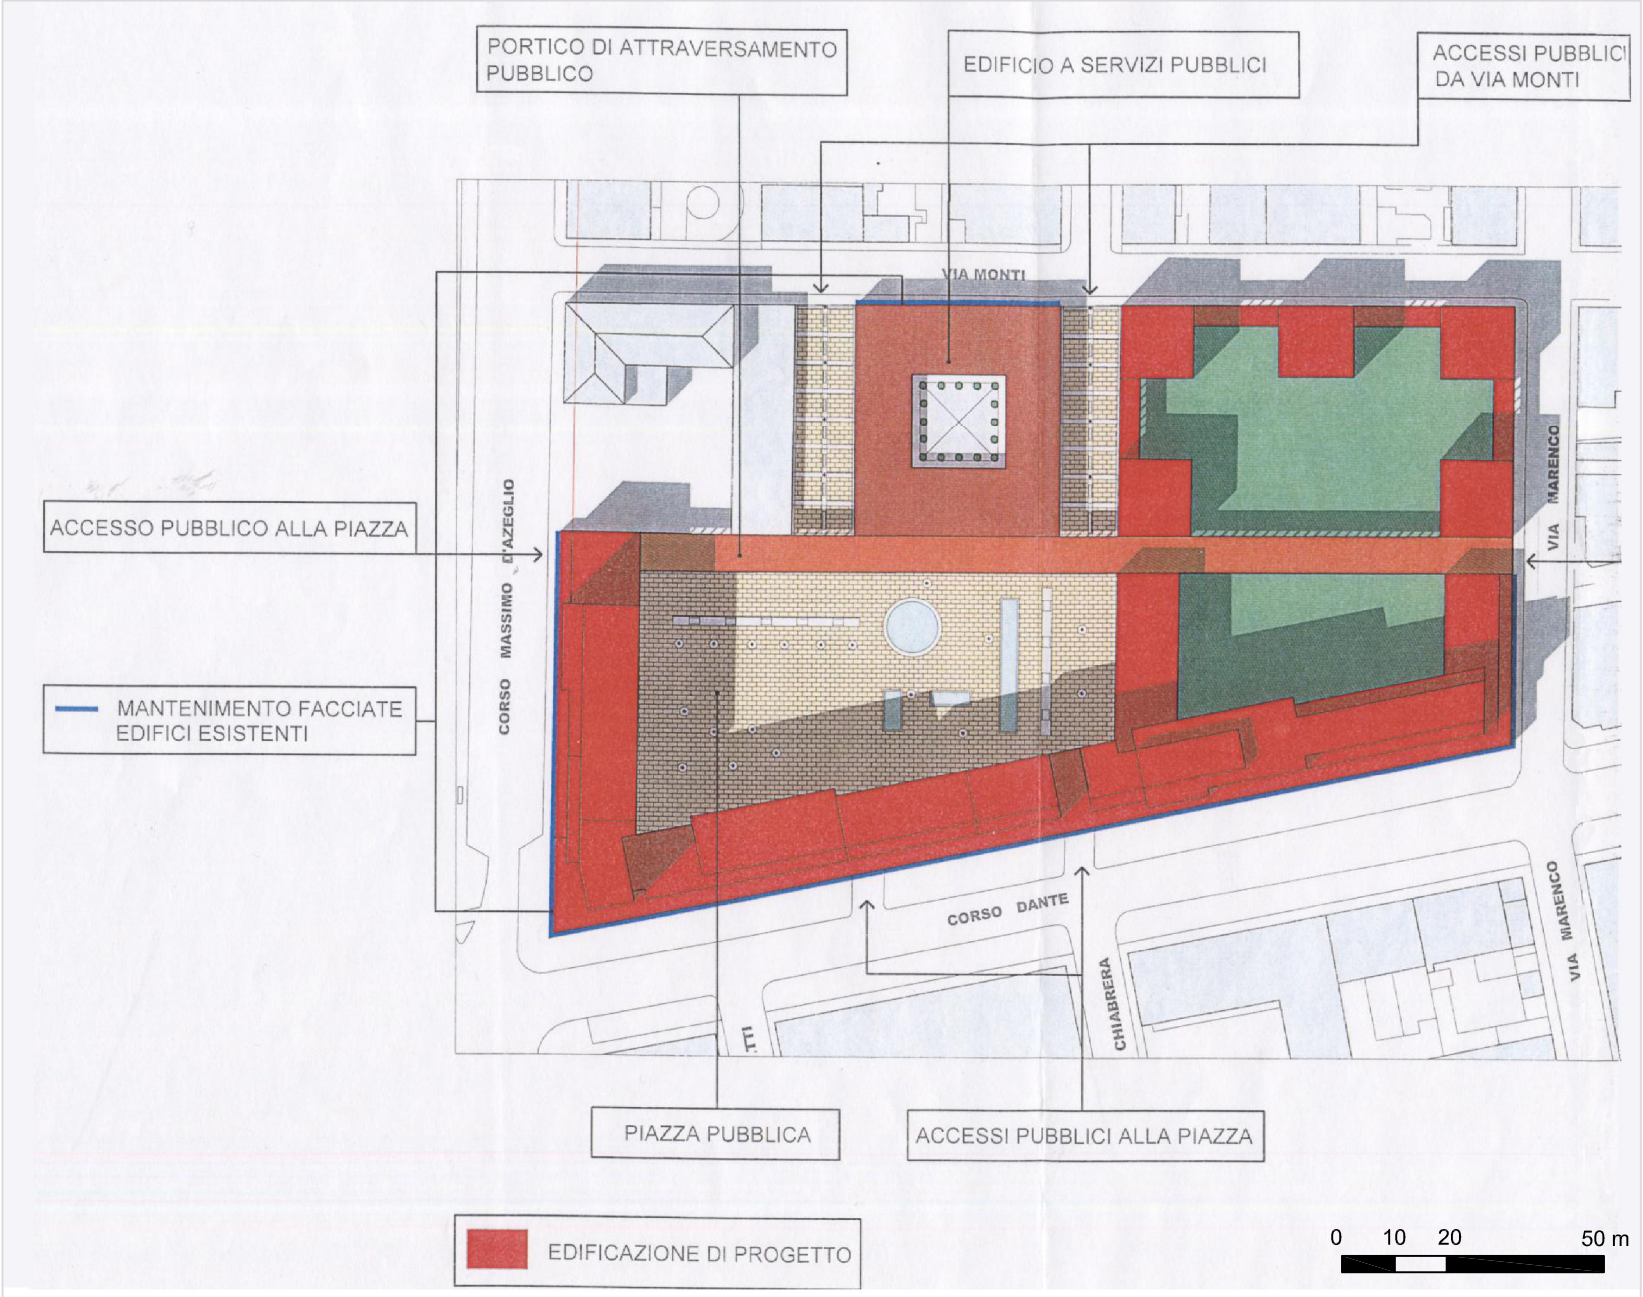 PORTICO DI ATTRAVERSAMENTO
PUBBLICO
EDIFICIO A SERVIZI PUBBLICI
ACCESSI PUBBLICI
DA VIA MONTI
VIA MONTI
ACCESSO PUBBLICO ALLA PIAZZA
CORSO MASSIMO D'AZEGLIO
VIA MARENCO
MANTENIMENTO FACCIATE
EDIFICI ESISTENTI
CORSO DANTE
VIA MARENCO
CHIABRERA
TTI
PIAZZA PUBBLICA
ACCESSI PUBBLICI ALLA PIAZZA
EDIFICAZIONE DI PROGETTO
0 10 20 50 m